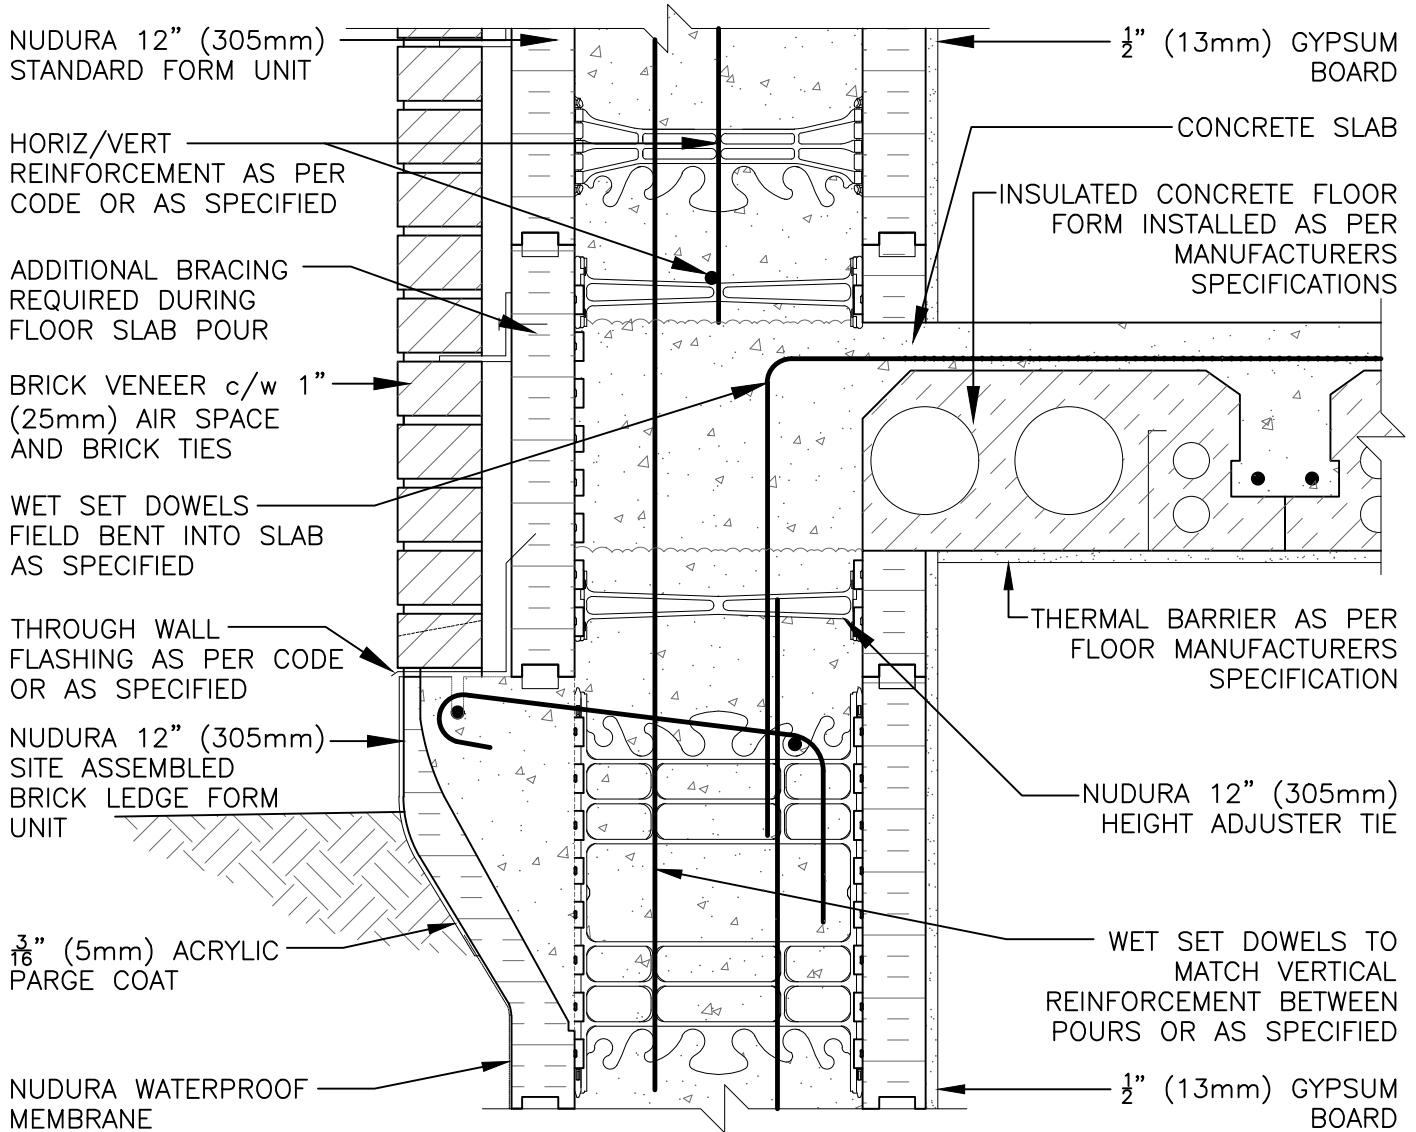 NUDURA 12” (305mm)
STANDARD FORM UNIT
HORIZ/VERT
REINFORCEMENT AS PER
CODE OR AS SPECIFIED
ADDITIONAL BRACING
REQUIRED DURING
FLOOR SLAB POUR
BRICK VENEER c/w 1”
(25mm) AIR SPACE
AND BRICK TIES
WET SET DOWELS
FIELD BENT INTO SLAB
AS SPECIFIED
THROUGH WALL
FLASHING AS PER CODE
OR AS SPECIFIED
NUDURA 12” (305mm)
SITE ASSEMBLED
BRICK LEDGE FORM
UNIT
3/16” (5mm) ACRYLIC
PARGE COAT
NUDURA WATERPROOF
MEMBRANE
1/2” (13mm) GYPSUM
BOARD
CONCRETE SLAB
INSULATED CONCRETE FLOOR
FORM INSTALLED AS PER
MANUFACTURERS
SPECIFICATIONS
THERMAL BARRIER AS PER
FLOOR MANUFACTURERS
SPECIFICATION
NUDURA 12” (305mm)
HEIGHT ADJUSTER TIE
WET SET DOWELS TO
MATCH VERTICAL
REINFORCEMENT BETWEEN
POURS OR AS SPECIFIED
1/2” (13mm) GYPSUM
BOARD